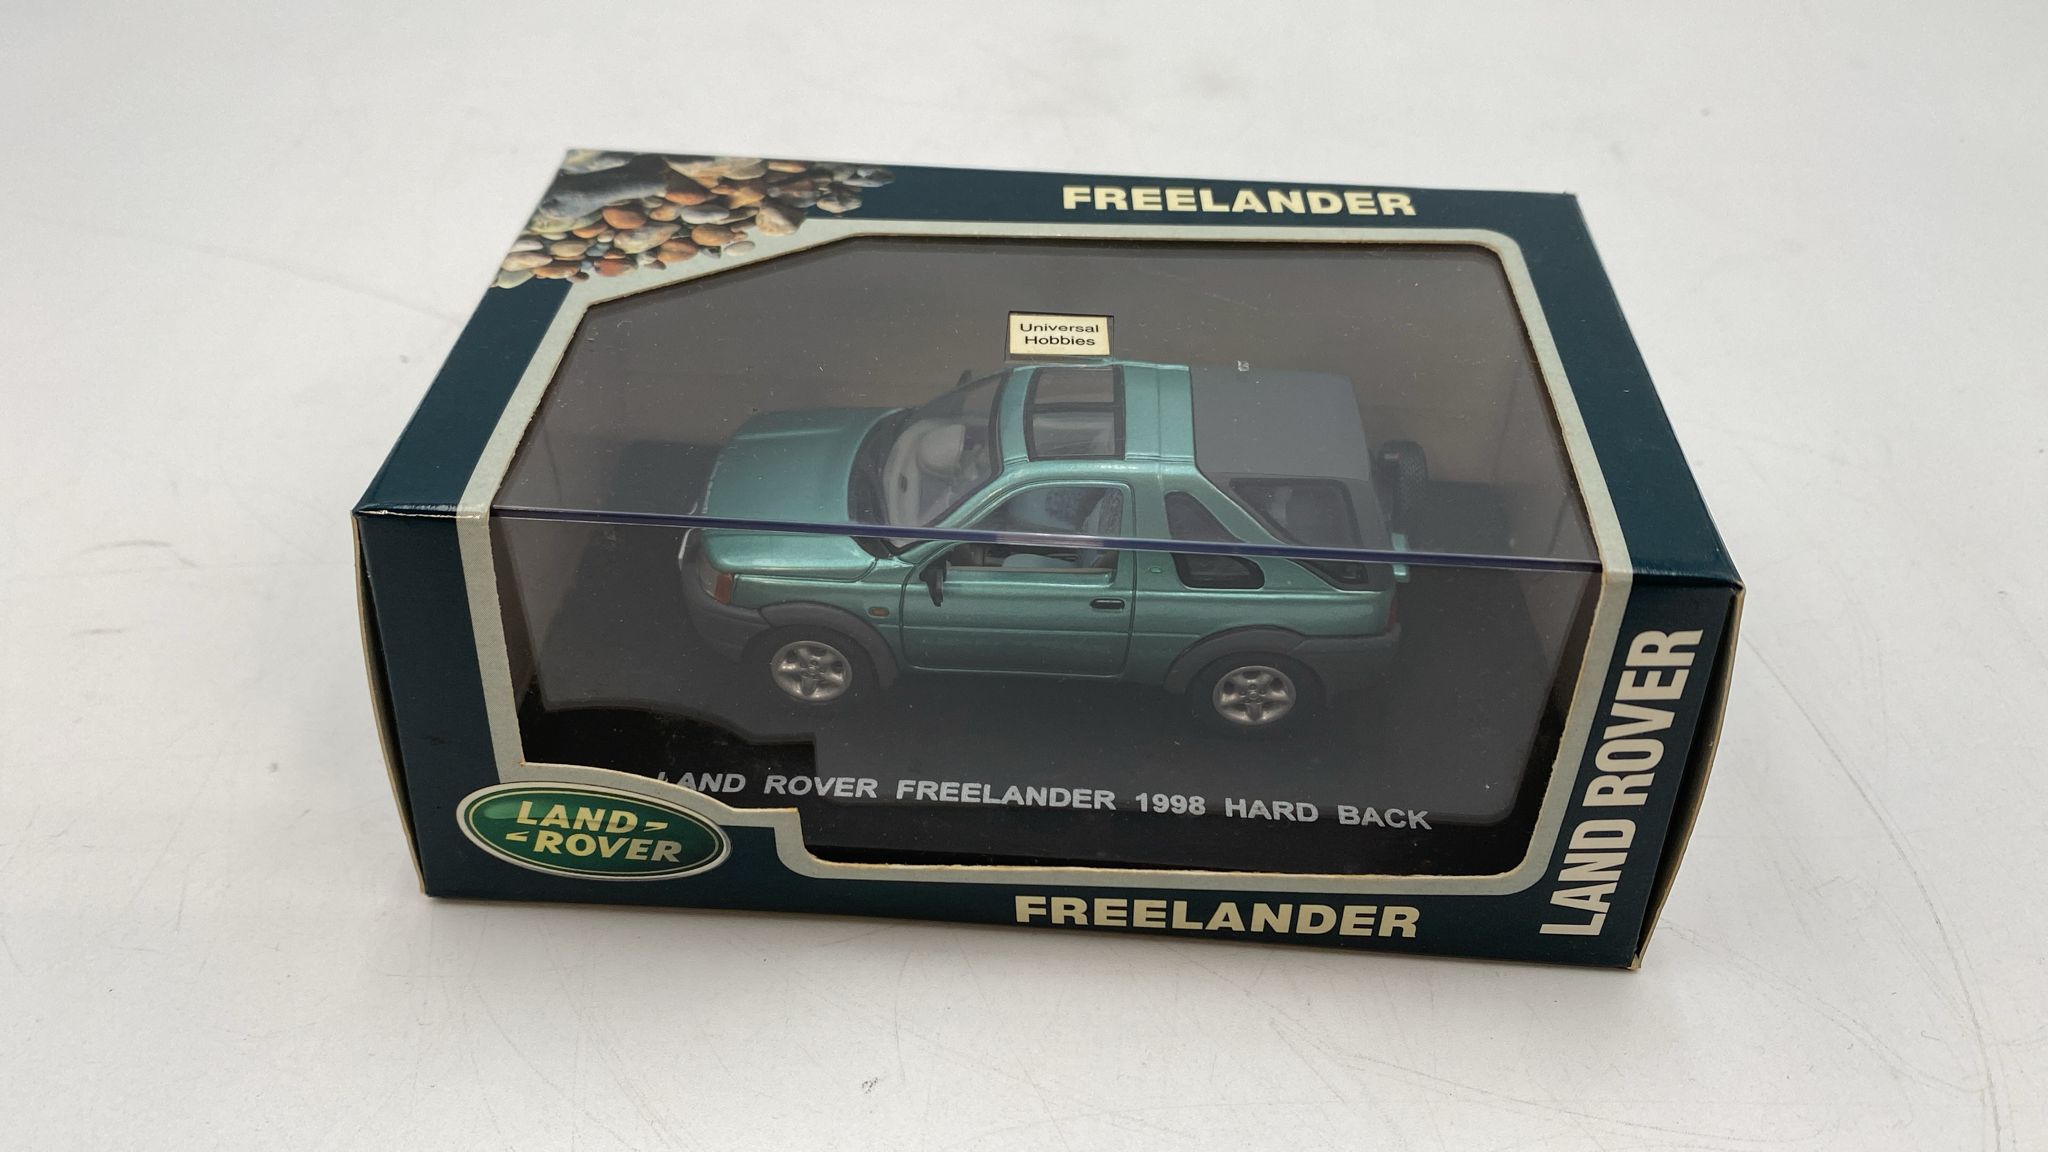 FREELANDER
Universal
Hobbies
LAND ROVER FREELANDER 1998 HARD BACK
LAND
ROVER
FREELANDER
LAND ROVER